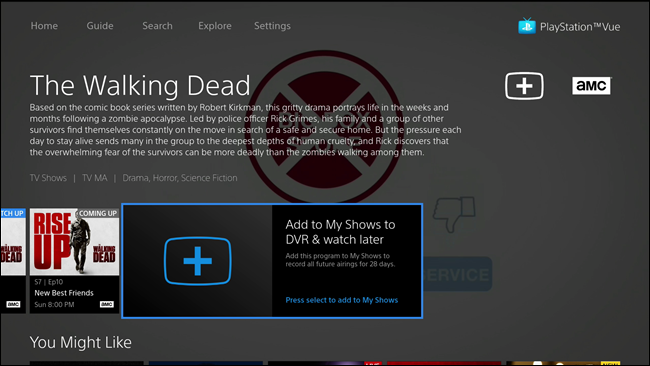 Home Guide Search Explore Settings
PlayStation™Vue
The Walking Dead
aMC
Based on the comic book series written by Robert Kirkman, this gritty drama portrays life in the weeks and
months following a zombie apocalypse. Led by police officer Rick Grimes, his family and a group of other
survivors find themselves constantly on the move in search of a safe and secure home. But the pressure each
day to stay alive sends many in the group to the deepest depths of human cruelty, and Rick discovers that
the overwhelming fear of the survivors can be more deadly than the zombies walking among them.
TV Shows | TV MA | Drama, Horror, Science Fiction
TCH UP
KING
AD
aMC
COMING UP
RISE
UP
WALKING
DEAD
S7 | Ep10
New Best Friends
Sun 8:00 PM
aMC
Add to My Shows to
DVR & watch later
Add this program to My Shows to
record all future airings for 28 days.
Press select to add to My Shows
SERVICE
You Might Like
LIVE
NEW